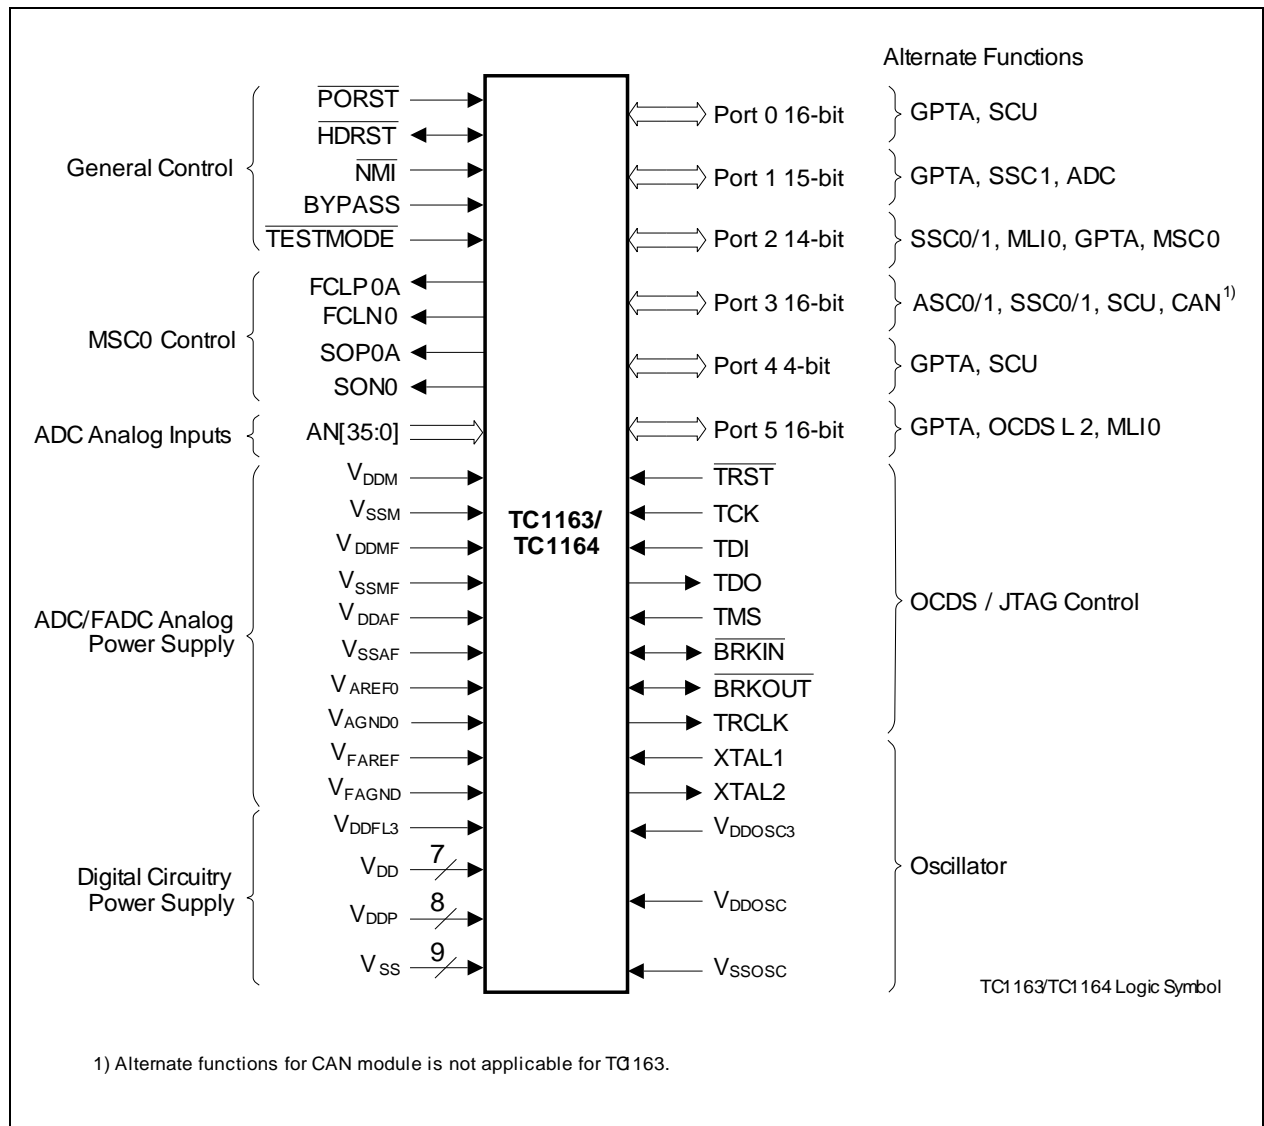 Alternate Functions
General Control
PORST
HDRST
NMI
BYPASS
TESTMODE
MSC0 Control
FCLP0A
FCLN0
SOP0A
SON0
ADC Analog Inputs
AN[35:0]
ADC/FADC Analog
Power Supply
VDDM
VSSM
VDDMF
VSSMF
VDDAF
VSSAF
VAREF0
VAGND0
VFAREF
VFAGND
Digital Circuitry
Power Supply
VDDFL3
VDD 7
VDDP 8
VSS 9
TC1163/
TC1164
Port 0 16-bit GPTA, SCU
Port 1 15-bit GPTA, SSC1, ADC
Port 2 14-bit SSC0/1, MLI0, GPTA, MSC0
Port 3 16-bit ASC0/1, SSC0/1, SCU, CAN1)
Port 4 4-bit GPTA, SCU
Port 5 16-bit GPTA, OCDS L2, MLI0
TRST
TCK
TDI
TDO
TMS
BRKIN
BRKOUT
TRCLK
OCDS / JTAG Control
XTAL1
XTAL2
VDDOSC3
VDDOSC
VSSOSC
Oscillator
TC1163/TC1164 Logic Symbol
1) Alternate functions for CAN module is not applicable for TC1163.